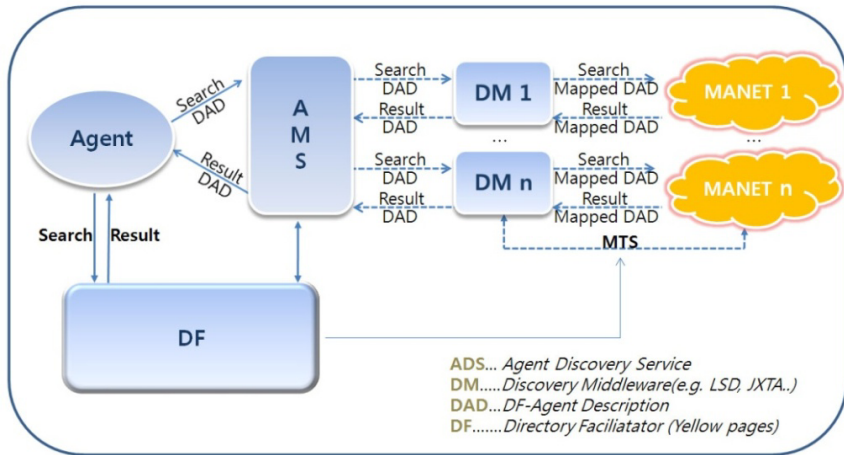 Agent
Search
DAD
Result
DAD
A
M
S
Search
DAD
Result
DAD
Search
DAD
Result
DAD
DM 1
...
DM n
Search
Mapped DAD
Result
Mapped DAD
Search
Mapped DAD
Result
Mapped DAD
MANET 1
...
MANET n
MTS
Search
Result
DF
ADS... Agent Discovery Service
DM.....Discovery Middleware(e.g. LSD, JXTA..)
DAD...DF-Agent Description
DF.......Directory Faciliatator (Yellow pages)